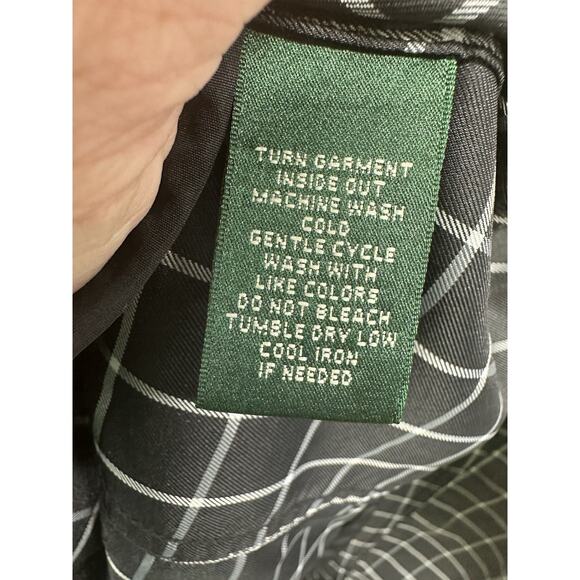 TURN GARMENT
INSIDE OUT
MACHINE WASH
COLD
GENTLE CYCLE
WASH WITH
LIKE COLORS
DO NOT BLEACH
TUMBLE DRY LOW
COOL IRON
IF NEEDED